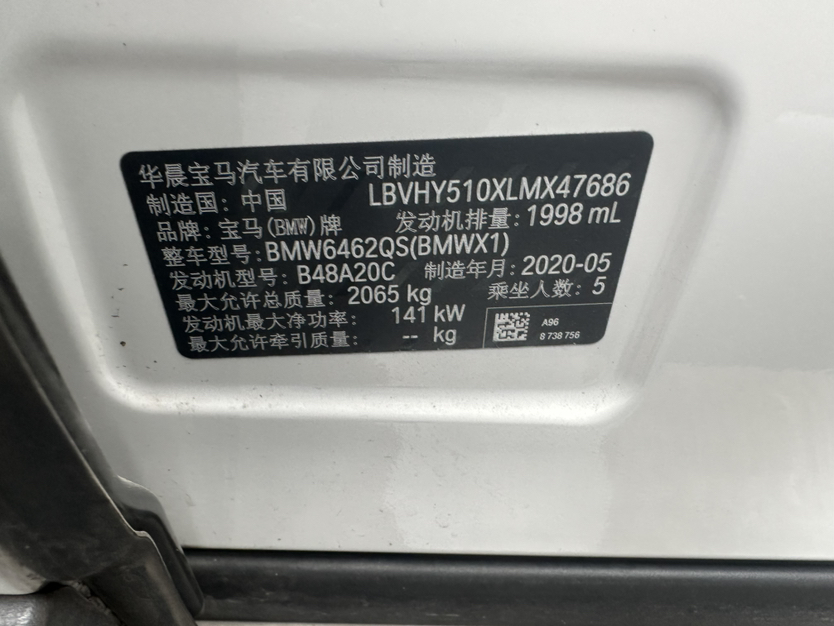 华晨宝马汽车有限公司制造
制造国：中国 LBVHY510XLMX47686
品牌：宝马(BMW)牌 发动机排量：1998 mL
整车型号：BMW6462QS(BMWX1)
发动机型号：B48A20C 制造年月：2020-05
最大允许总质量：2065 kg 乘坐人数：5
发动机最大净功率：141 kW
最大允许牵引质量：-- kg
A96
8 738 756